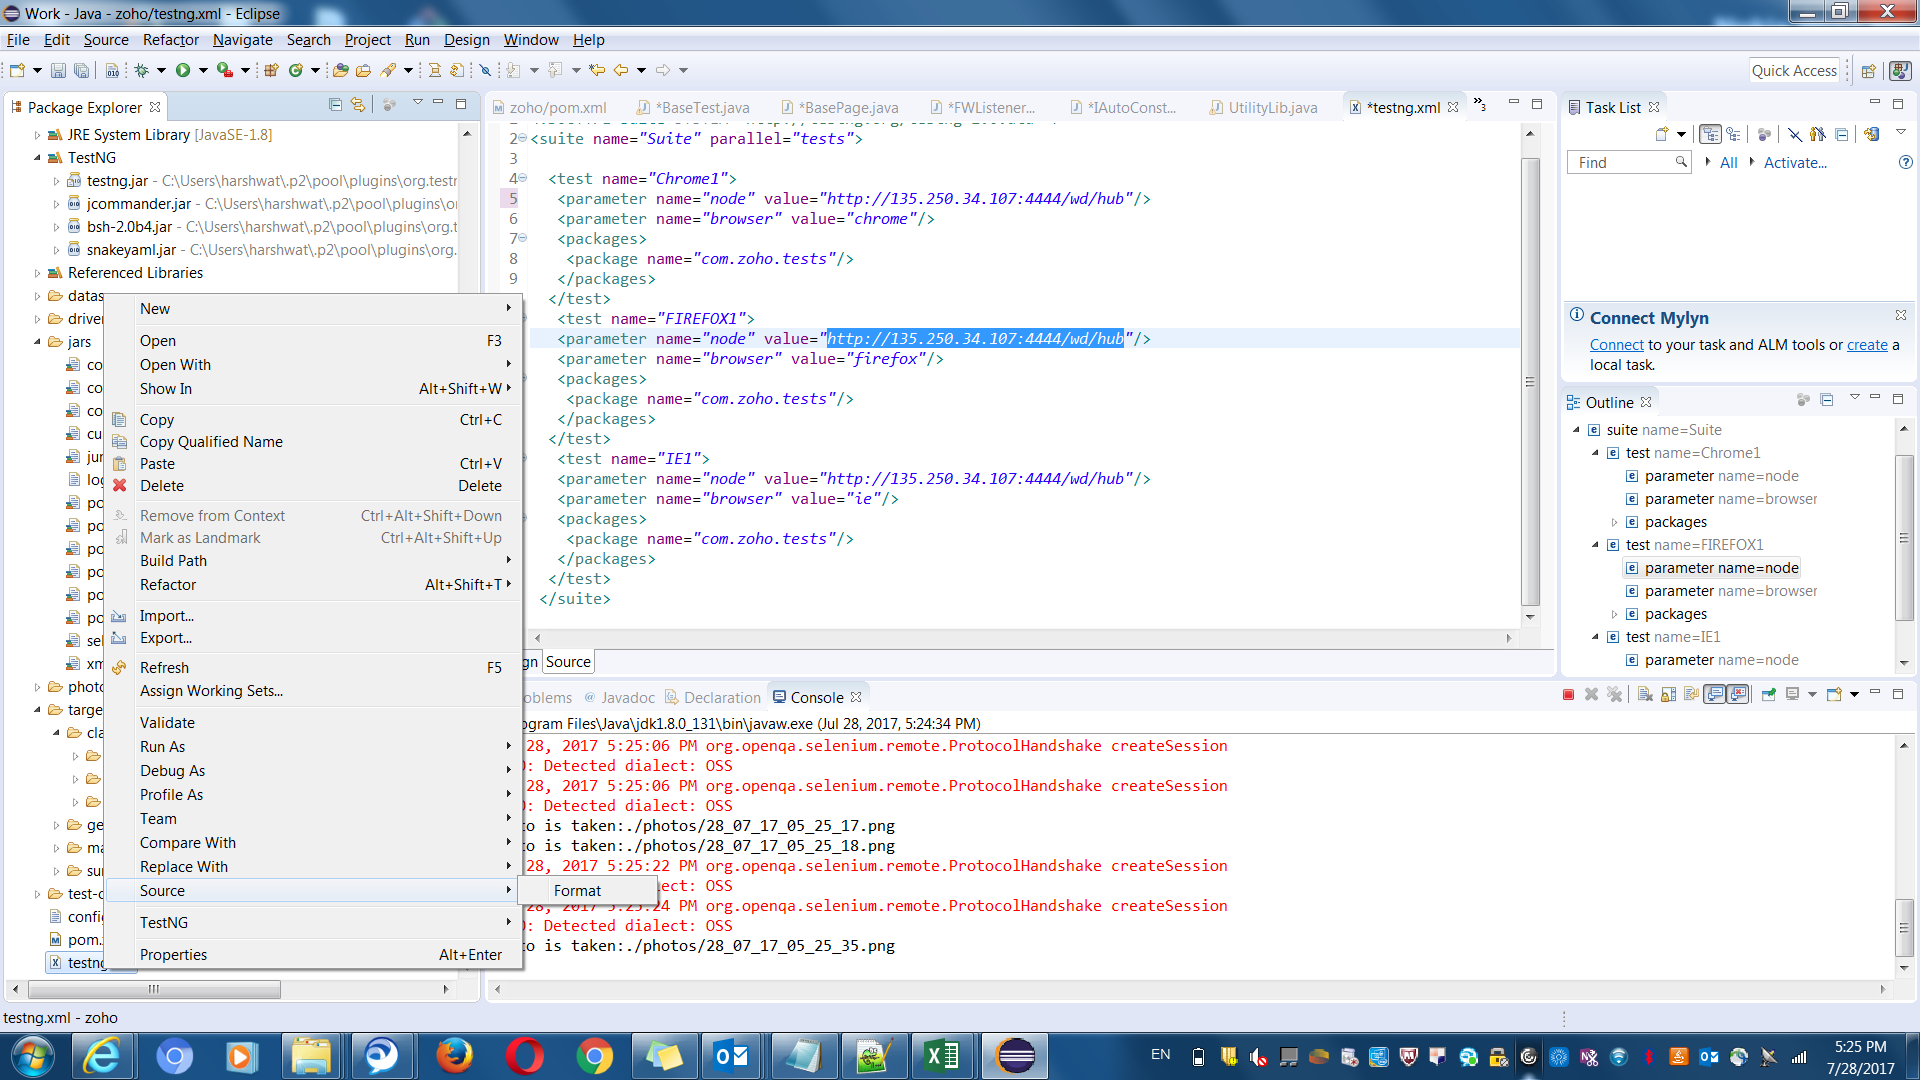 Work - Java - zoho/testng.xml - Eclipse
File Edit Source Refactor Navigate Search Project Run Design Window Help
Quick Access
Package Explorer
JRE System Library [JavaSE-1.8]
TestNG
testng.jar - C:\Users\harshwat\.p2\pool\plugins\org.testr
jcommander.jar - C:\Users\harshwat\.p2\pool\plugins\or
bsh-2.0b4.jar - C:\Users\harshwat\.p2\pool\plugins\org.t
snakeyaml.jar - C:\Users\harshwat\.p2\pool\plugins\org.
Referenced Libraries
datas
driver
jars
co
co
co
cu
jur
log
po
po
po
po
po
po
sel
xm
photo
targe
cla
ge
ma
sur
test-o
config
pom.
testng
New
Open F3
Open With
Show In Alt+Shift+W
Copy Ctrl+C
Copy Qualified Name
Paste Ctrl+V
Delete Delete
Remove from Context Ctrl+Alt+Shift+Down
Mark as Landmark Ctrl+Alt+Shift+Up
Build Path
Refactor Alt+Shift+T
Import...
Export...
Refresh F5
Assign Working Sets...
Validate
Run As
Debug As
Profile As
Team
Compare With
Replace With
Source
Format
TestNG
Properties Alt+Enter
zoho/pom.xml *BaseTest.java *BasePage.java *FWListener... *IAutoConst... UtilityLib.java *testng.xml »3
2 <suite name="Suite" parallel="tests">
3
4 <test name="Chrome1">
5 <parameter name="node" value="http://135.250.34.107:4444/wd/hub"/>
6 <parameter name="browser" value="chrome"/>
7 <packages>
8 <package name="com.zoho.tests"/>
9 </packages>
</test>
<test name="FIREFOX1">
<parameter name="node" value="http://135.250.34.107:4444/wd/hub"/>
<parameter name="browser" value="firefox"/>
<packages>
<package name="com.zoho.tests"/>
</packages>
</test>
<test name="IE1">
<parameter name="node" value="http://135.250.34.107:4444/wd/hub"/>
<parameter name="browser" value="ie"/>
<packages>
<package name="com.zoho.tests"/>
</packages>
</test>
</suite>
gn Source
oblems Javadoc Declaration Console
ogram Files\Java\jdk1.8.0_131\bin\javaw.exe (Jul 28, 2017, 5:24:34 PM)
28, 2017 5:25:06 PM org.openqa.selenium.remote.ProtocolHandshake createSession
: Detected dialect: OSS
28, 2017 5:25:06 PM org.openqa.selenium.remote.ProtocolHandshake createSession
: Detected dialect: OSS
to is taken:./photos/28_07_17_05_25_17.png
to is taken:./photos/28_07_17_05_25_18.png
28, 2017 5:25:22 PM org.openqa.selenium.remote.ProtocolHandshake createSession
lect: OSS
28, 2017 5:25:24 PM org.openqa.selenium.remote.ProtocolHandshake createSession
: Detected dialect: OSS
to is taken:./photos/28_07_17_05_25_35.png
Task List
Find All Activate...
Connect Mylyn
Connect to your task and ALM tools or create a
local task.
Outline
suite name=Suite
test name=Chrome1
parameter name=node
parameter name=browser
packages
test name=FIREFOX1
parameter name=node
parameter name=browser
packages
test name=IE1
parameter name=node
testng.xml - zoho
EN
5:25 PM
7/28/2017